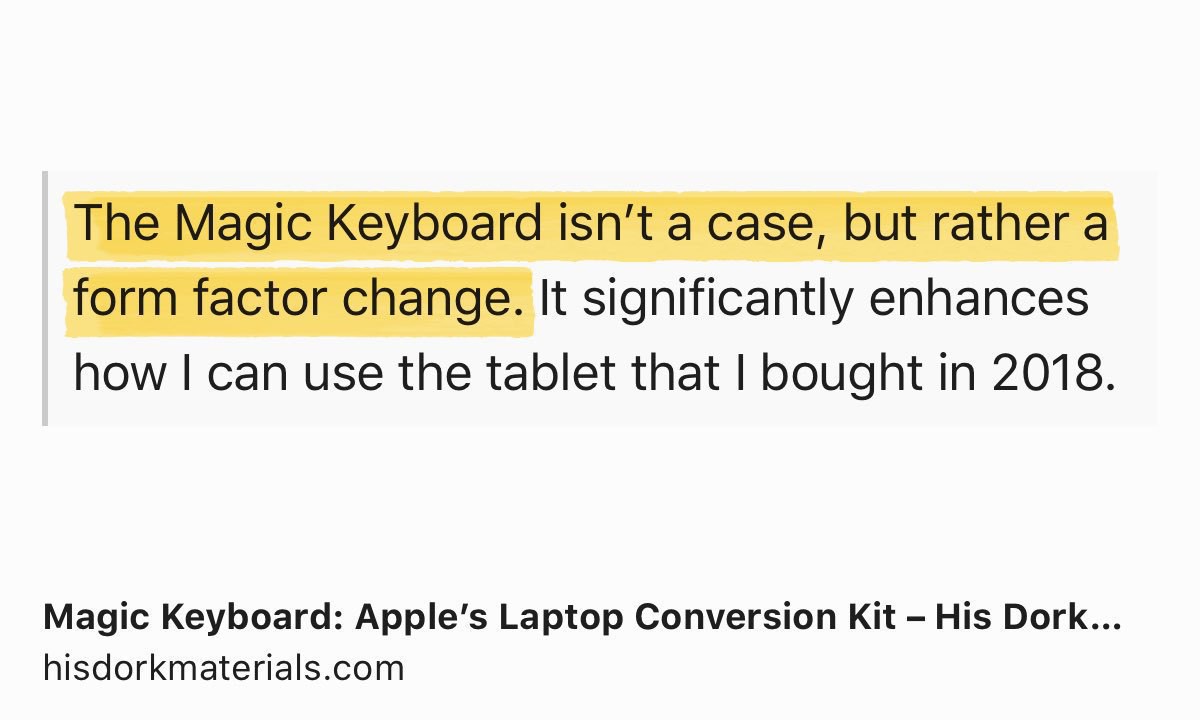 The Magic Keyboard isn’t a case, but rather a
form factor change. It significantly enhances
how I can use the tablet that I bought in 2018.
Magic Keyboard: Apple’s Laptop Conversion Kit – His Dork...
hisdorkmaterials.com